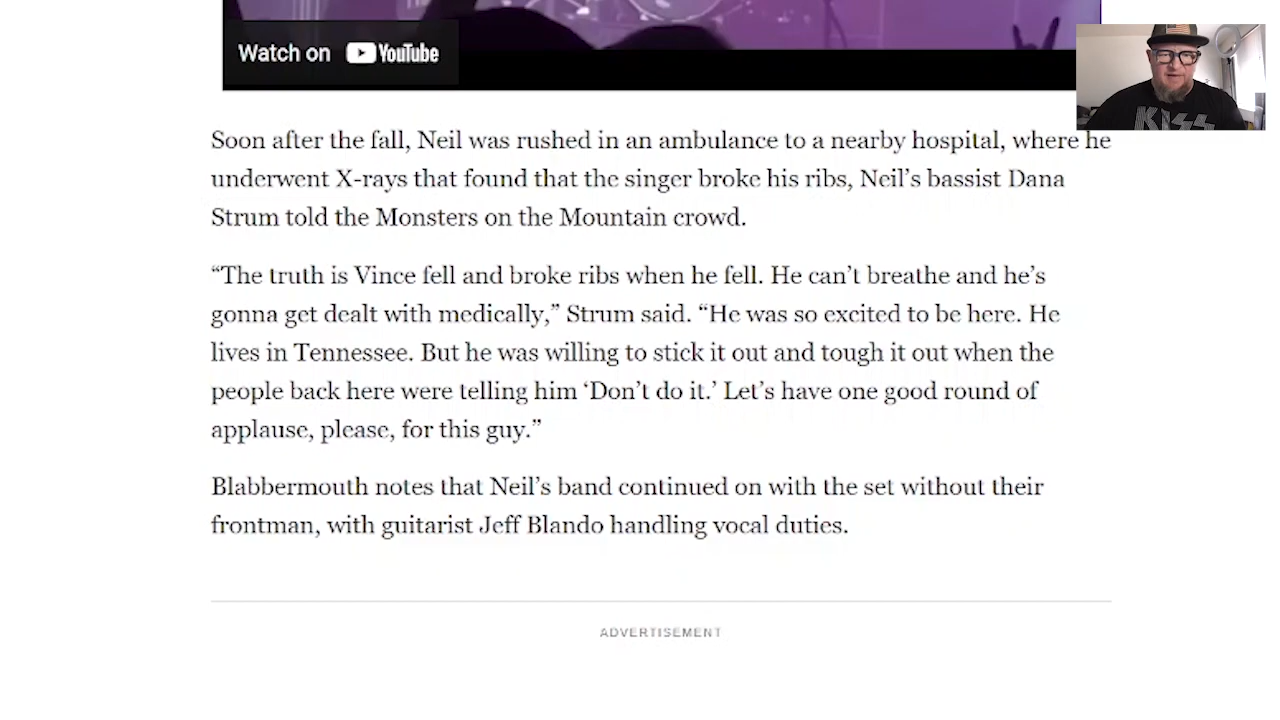 Watch on YouTube
KISS
Soon after the fall, Neil was rushed in an ambulance to a nearby hospital, where he
underwent X-rays that found that the singer broke his ribs, Neil’s bassist Dana
Strum told the Monsters on the Mountain crowd.
“The truth is Vince fell and broke ribs when he fell. He can’t breathe and he’s
gonna get dealt with medically,” Strum said. “He was so excited to be here. He
lives in Tennessee. But he was willing to stick it out and tough it out when the
people back here were telling him ‘Don’t do it.’ Let’s have one good round of
applause, please, for this guy.”
Blabbermouth notes that Neil’s band continued on with the set without their
frontman, with guitarist Jeff Blando handling vocal duties.
ADVERTISEMENT